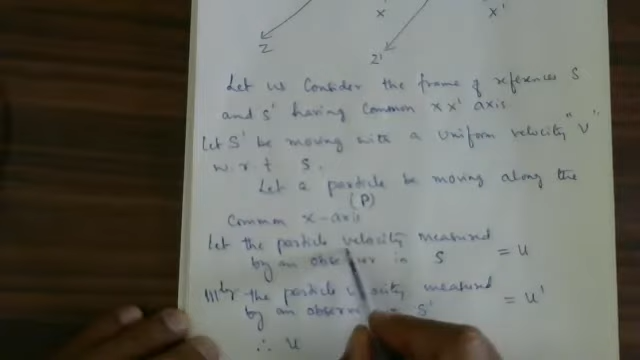 x x'
z
z'
Let us Consider the frame of references S
and S' having Common x x' axis
Let S' be moving with a uniform velocity "V"
w.r.t S.
Let a particle be moving along the
(P)
Common x-axis
Let the particle velocity measured
by an observer in S = u
|||ly the particle velocity measured
by an observer in S' = u'
∴ u